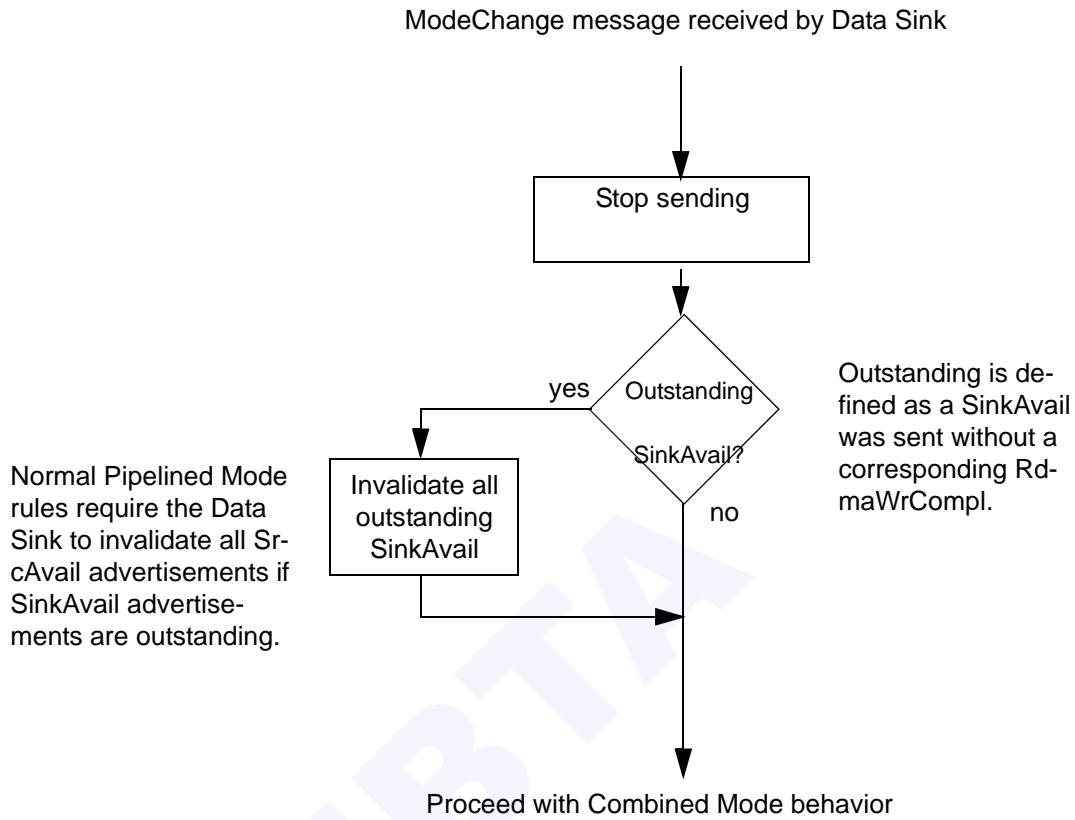 ModeChange message received by Data Sink
Stop sending
yes
Outstanding
SinkAvail?
no
Outstanding is de-
fined as a SinkAvail
was sent without a
corresponding Rd-
maWrCompl.
Normal Pipelined Mode
rules require the Data
Sink to invalidate all Sr-
cAvail advertisements if
SinkAvail advertise-
ments are outstanding.
Invalidate all
outstanding
SinkAvail
Proceed with Combined Mode behavior
IBTA